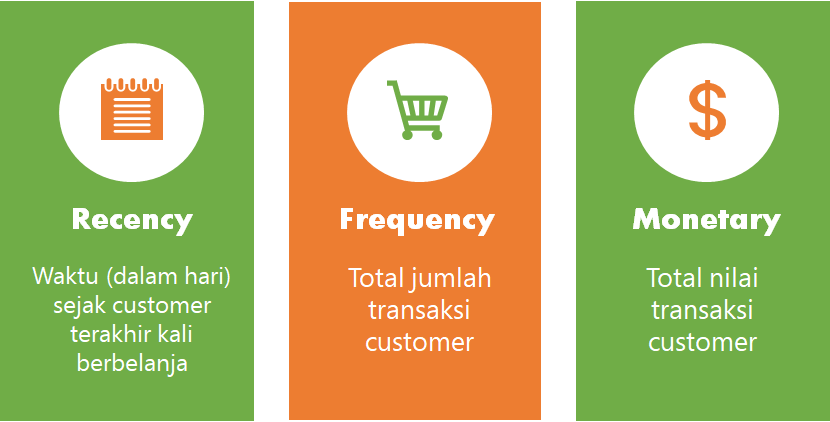 Recency
Waktu (dalam hari)
sejak customer
terakhir kali
berbelanja
Frequency
Total jumlah
transaksi
customer
$
Monetary
Total nilai
transaksi
customer